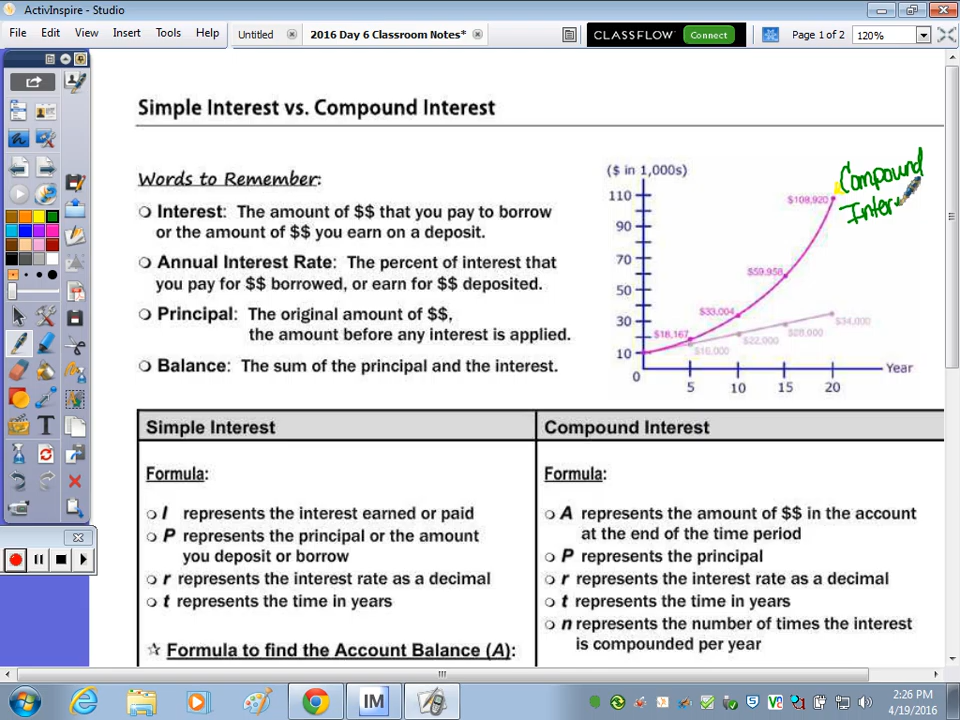 ActivInspire - Studio
File Edit View Insert Tools Help
Untitled
2016 Day 6 Classroom Notes*
CLASSFLOW Connect
Page 1 of 2
120%
Simple Interest vs. Compound Interest
Words to Remember:
Interest: The amount of $$ that you pay to borrow
or the amount of $$ you earn on a deposit.
Annual Interest Rate: The percent of interest that
you pay for $$ borrowed, or earn for $$ deposited.
Principal: The original amount of $$,
the amount before any interest is applied.
Balance: The sum of the principal and the interest.
($ in 1,000s)
110
90
70
50
30
10
0
5 10 15 20
Year
$108,920
$59,958
$33,004
$18,167
$16,000
$22,000
$28,000
$34,000
Compound
Inter
Simple Interest
Formula:
I represents the interest earned or paid
P represents the principal or the amount
you deposit or borrow
r represents the interest rate as a decimal
t represents the time in years
☆ Formula to find the Account Balance (A):
Compound Interest
Formula:
A represents the amount of $$ in the account
at the end of the time period
P represents the principal
r represents the interest rate as a decimal
t represents the time in years
n represents the number of times the interest
is compounded per year
IM
2:26 PM
4/19/2016